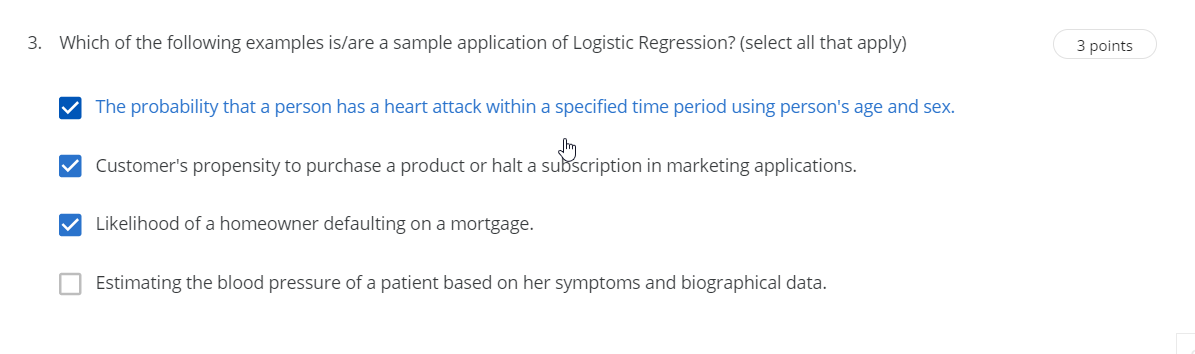 3. Which of the following examples is/are a sample application of Logistic Regression? (select all that apply)
3 points
The probability that a person has a heart attack within a specified time period using person's age and sex.
Customer's propensity to purchase a product or halt a subscription in marketing applications.
Likelihood of a homeowner defaulting on a mortgage.
Estimating the blood pressure of a patient based on her symptoms and biographical data.